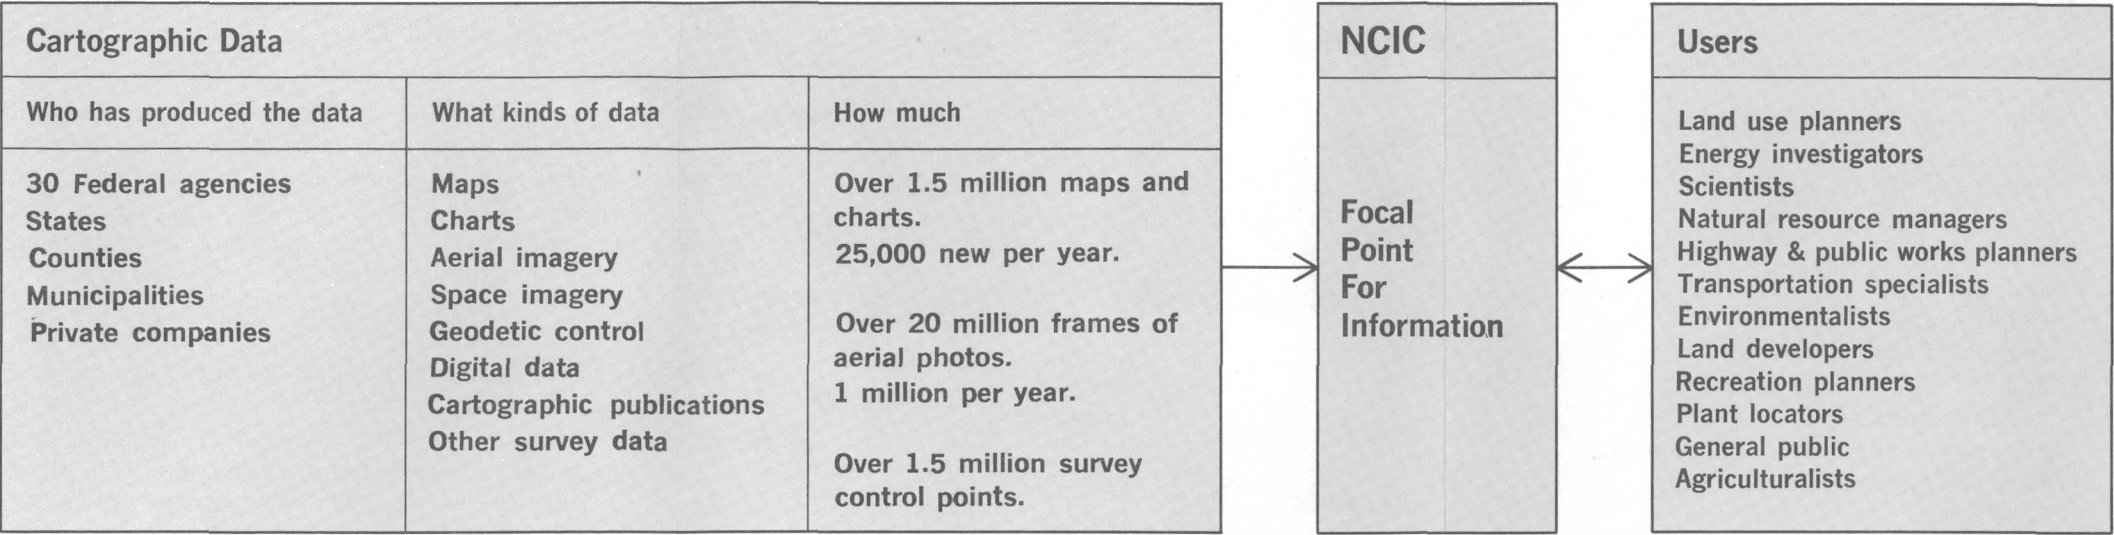 Cartographic Data
Who has produced the data
30 Federal agencies
States
Counties
Municipalities
Private companies
What kinds of data
Maps
Charts
Aerial imagery
Space imagery
Geodetic control
Digital data
Cartographic publications
Other survey data
How much
Over 1.5 million maps and
charts.
25,000 new per year.
Over 20 million frames of
aerial photos.
1 million per year.
Over 1.5 million survey
control points.
NCIC
Focal
Point
For
Information
Users
Land use planners
Energy investigators
Scientists
Natural resource managers
Highway & public works planners
Transportation specialists
Environmentalists
Land developers
Recreation planners
Plant locators
General public
Agriculturalists